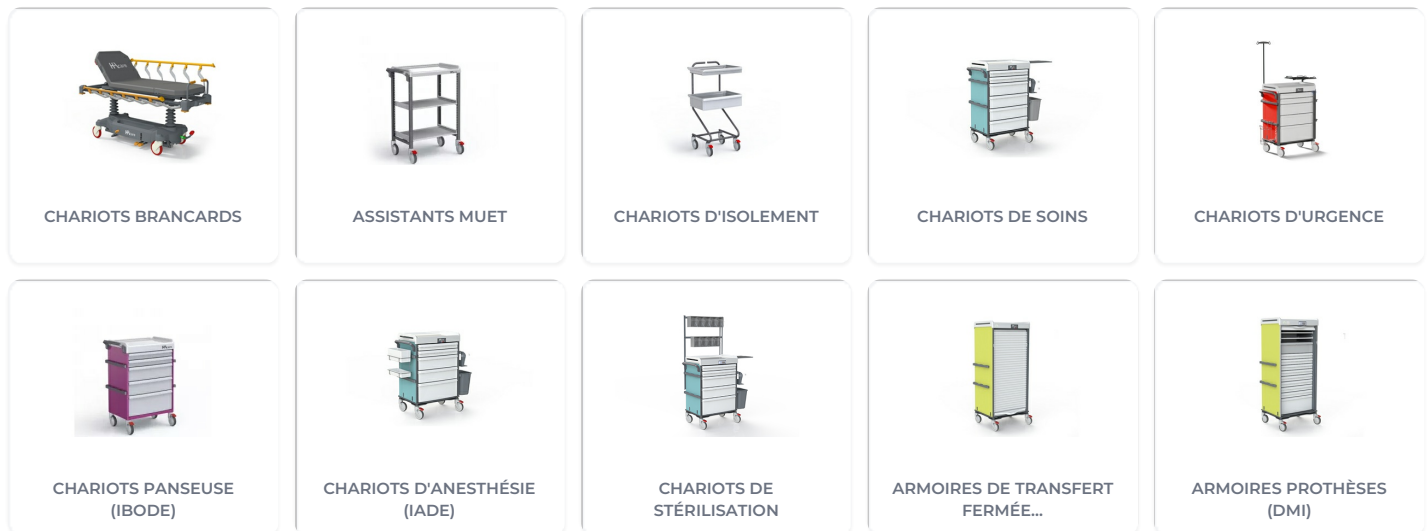 CHARIOTS BRANCARDS
ASSISTANTS MUET
CHARIOTS D'ISOLEMENT
CHARIOTS DE SOINS
CHARIOTS D'URGENCE
CHARIOTS PANSEUSE
(IBODE)
CHARIOTS D'ANESTHÉSIE
(IADE)
CHARIOTS DE
STÉRILISATION
ARMOIRES DE TRANSFERT
FERMÉE...
ARMOIRES PROTHÈSES
(DMI)